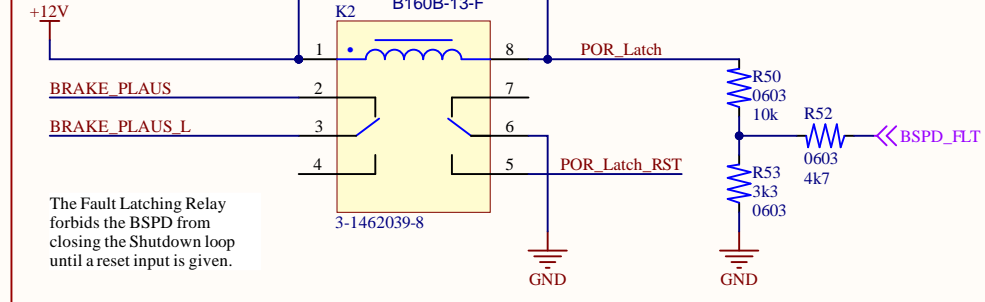 B160B-13-F
+12V
K2
1
8
POR_Latch
BRAKE_PLAUS
2
7
R50
0603
10k
BRAKE_PLAUS_L
3
6
R52
0603
4k7
BSPD_FLT
4
5
POR_Latch_RST
R53
3k3
0603
The Fault Latching Relay
forbids the BSPD from
closing the Shutdown loop
until a reset input is given.
3-1462039-8
GND
GND